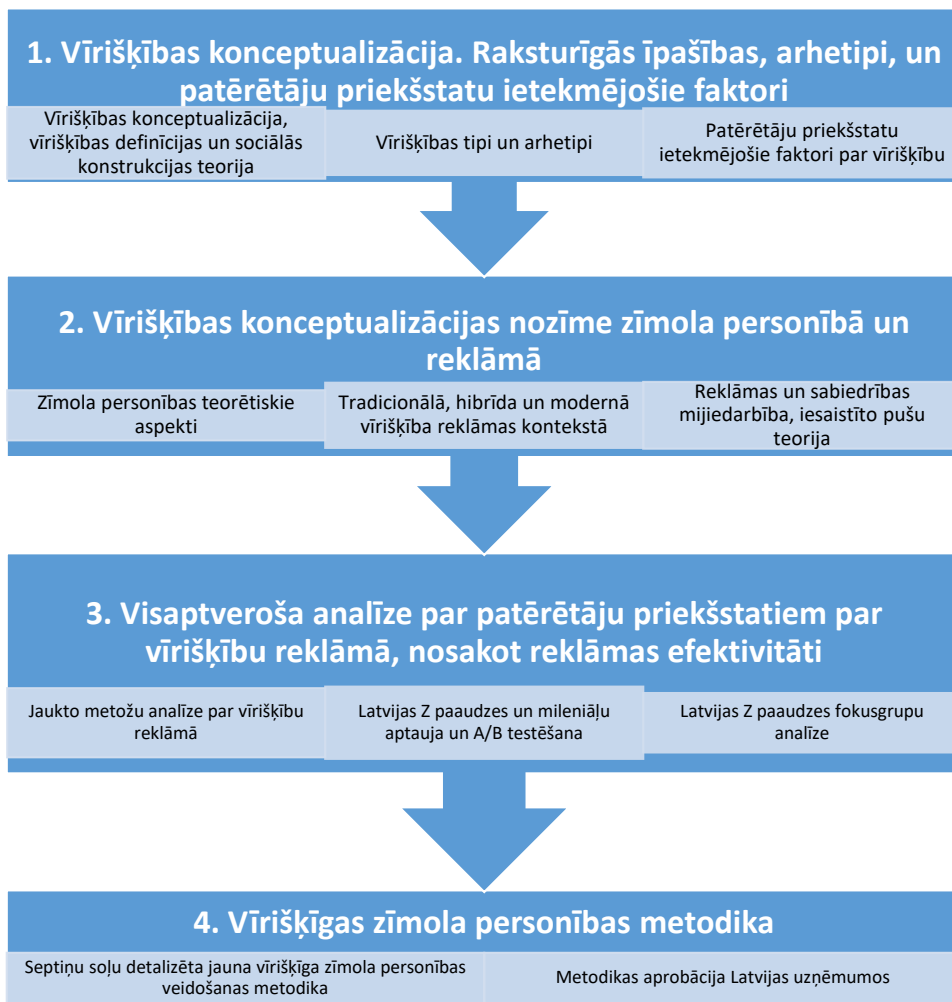 1. Vīrišķības konceptualizācija. Raksturīgās īpašības, arhetipi, un
patērētāju priekšstatu ietekmējošie faktori
Vīrišķības konceptualizācija,
vīrišķības definīcijas un sociālās
konstrukcijas teorija
Vīrišķības tipi un arhetipi
Patērētāju priekšstatu
ietekmējošie faktori par vīrišķību
2. Vīrišķības konceptualizācijas nozīme zīmola personībā un
reklāmā
Zīmola personības teorētiskie
aspekti
Tradicionālā, hibrīda un modernā
vīrišķība reklāmas kontekstā
Reklāmas un sabiedrības
mijiedarbība, iesaistīto pušu
teorija
3. Visaptveroša analīze par patērētāju priekšstatiem par
vīrišķību reklāmā, nosakot reklāmas efektivitāti
Jaukto metožu analīze par vīrišķību
reklāmā
Latvijas Z paaudzes un mileniāļu
aptauja un A/B testēšana
Latvijas Z paaudzes fokusgrupu
analīze
4. Vīrišķīgas zīmola personības metodika
Septiņu soļu detalizēta jauna vīrišķīga zīmola personības
veidošanas metodika
Metodikas aprobācija Latvijas uzņēmumos